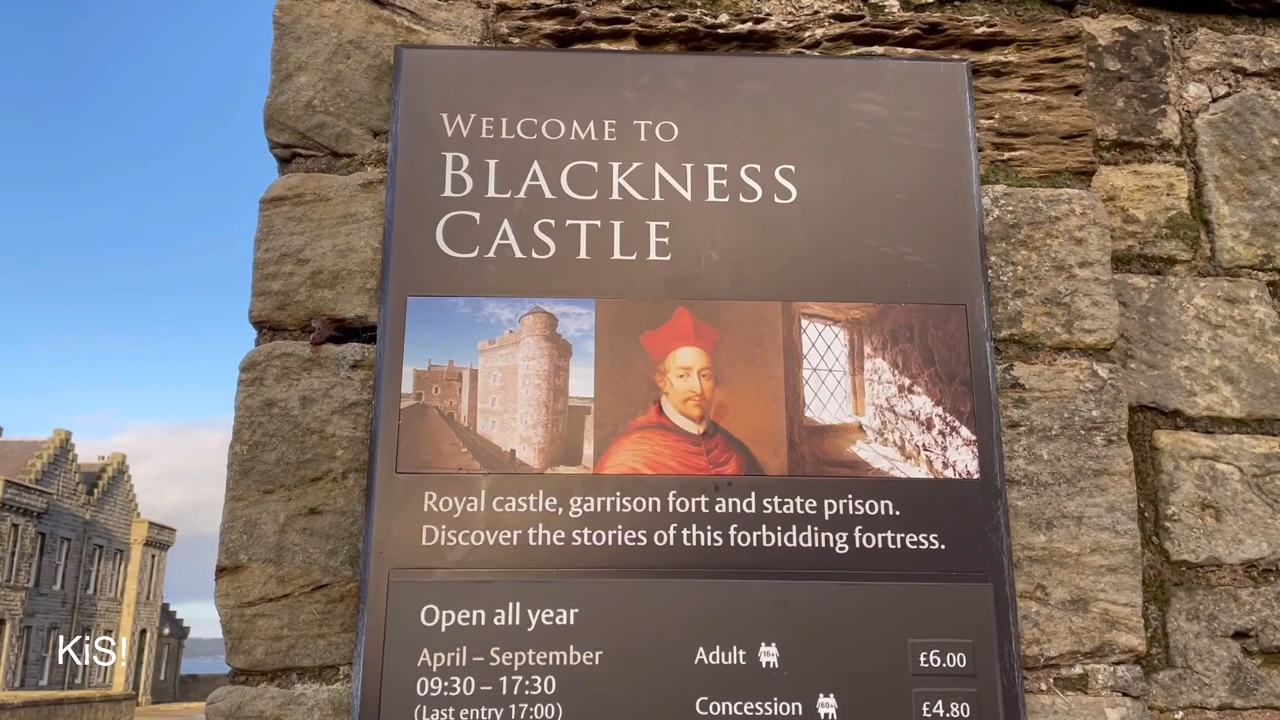 WELCOME TO
BLACKNESS
CASTLE
Royal castle, garrison fort and state prison.
Discover the stories of this forbidding fortress.
Open all year
April – September
09:30 – 17:30
(Last entry 17:00)
Adult 16+ £6.00
Concession 60+ £4.80
KiS!